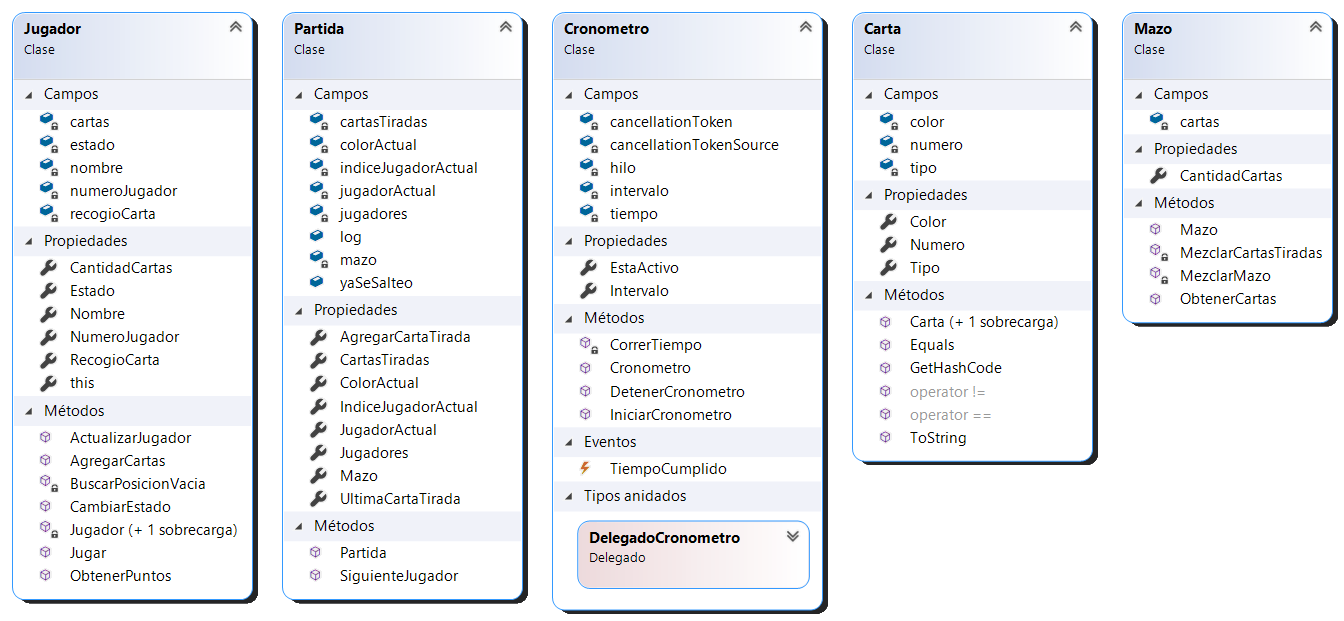 Jugador
Clase
Campos
cartas
estado
nombre
numeroJugador
recogioCarta
Propiedades
CantidadCartas
Estado
Nombre
NumeroJugador
RecogioCarta
this
Métodos
ActualizarJugador
AgregarCartas
BuscarPosicionVacia
CambiarEstado
Jugador (+ 1 sobrecarga)
Jugar
ObtenerPuntos
Partida
Clase
Campos
cartasTiradas
colorActual
indiceJugadorActual
jugadorActual
jugadores
log
mazo
yaSeSalteo
Propiedades
AgregarCartaTirada
CartasTiradas
ColorActual
IndiceJugadorActual
JugadorActual
Jugadores
Mazo
UltimaCartaTirada
Métodos
Partida
SiguienteJugador
Cronometro
Clase
Campos
cancellationToken
cancellationTokenSource
hilo
intervalo
tiempo
Propiedades
EstaActivo
Intervalo
Métodos
CorrerTiempo
Cronometro
DetenerCronometro
IniciarCronometro
Eventos
TiempoCumplido
Tipos anidados
DelegadoCronometro
Delegado
Carta
Clase
Campos
color
numero
tipo
Propiedades
Color
Numero
Tipo
Métodos
Carta (+ 1 sobrecarga)
Equals
GetHashCode
operator !=
operator ==
ToString
Mazo
Clase
Campos
cartas
Propiedades
CantidadCartas
Métodos
Mazo
MezclarCartasTiradas
MezclarMazo
ObtenerCartas